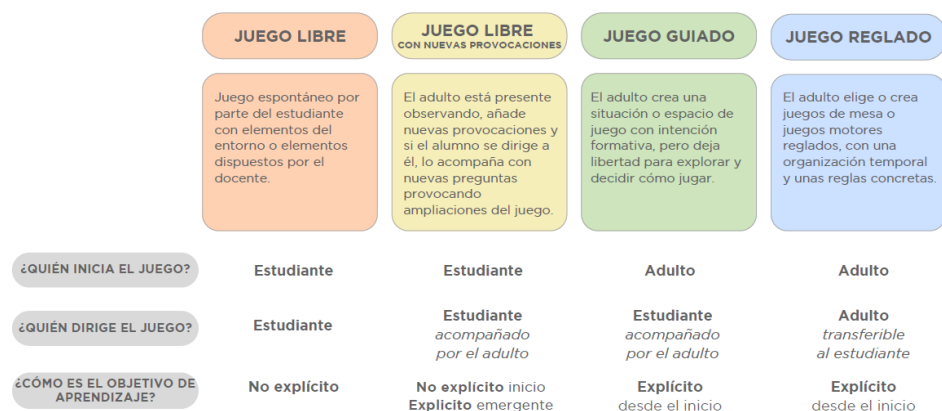 JUEGO LIBRE
JUEGO LIBRE
CON NUEVAS PROVOCACIONES
JUEGO GUIADO
JUEGO REGLADO
Juego espontáneo por
parte del estudiante
con elementos del
entorno o elementos
dispuestos por el
docente.
El adulto está presente
observando, añade
nuevas provocaciones y
si el alumno se dirige a
él, lo acompaña con
nuevas preguntas
provocando
ampliaciones del juego.
El adulto crea una
situación o espacio de
juego con intención
formativa, pero deja
libertad para explorar y
decidir cómo jugar.
El adulto elige o crea
juegos de mesa o
juegos motores
reglados, con una
organización temporal
y unas reglas concretas.
¿QUIÉN INICIA EL JUEGO?
Estudiante
Estudiante
Adulto
Adulto
¿QUIÉN DIRIGE EL JUEGO?
Estudiante
Estudiante
acompañado
por el adulto
Estudiante
acompañado
por el adulto
Adulto
transferible
al estudiante
¿CÓMO ES EL OBJETIVO DE
APRENDIZAJE?
No explícito
No explícito inicio
Explicito emergente
Explícito
desde el inicio
Explícito
desde el inicio